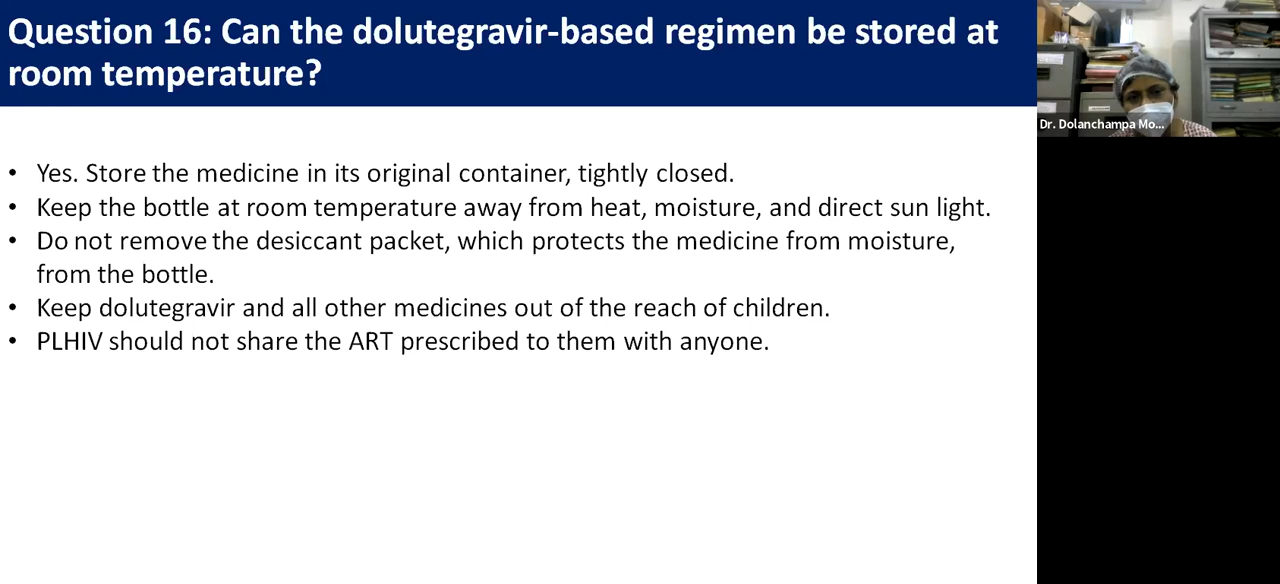 Question 16: Can the dolutegravir-based regimen be stored at
room temperature?
Dr. Dolanchampa Mo...
• Yes. Store the medicine in its original container, tightly closed.
• Keep the bottle at room temperature away from heat, moisture, and direct sun light.
• Do not remove the desiccant packet, which protects the medicine from moisture,
from the bottle.
• Keep dolutegravir and all other medicines out of the reach of children.
• PLHIV should not share the ART prescribed to them with anyone.